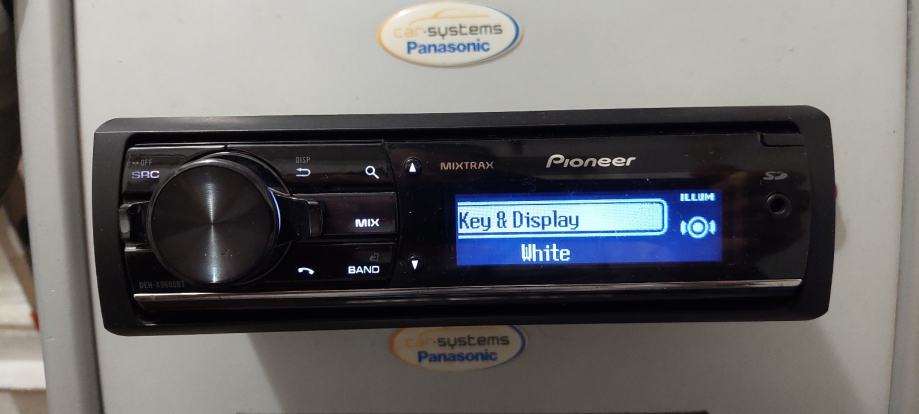 car·systems
Panasonic
OFF
SRC
DISP
MIXTRAX
Pioneer
SD
ILLUM
Key & Display
White
MIX
BAND
car·systems
Panasonic